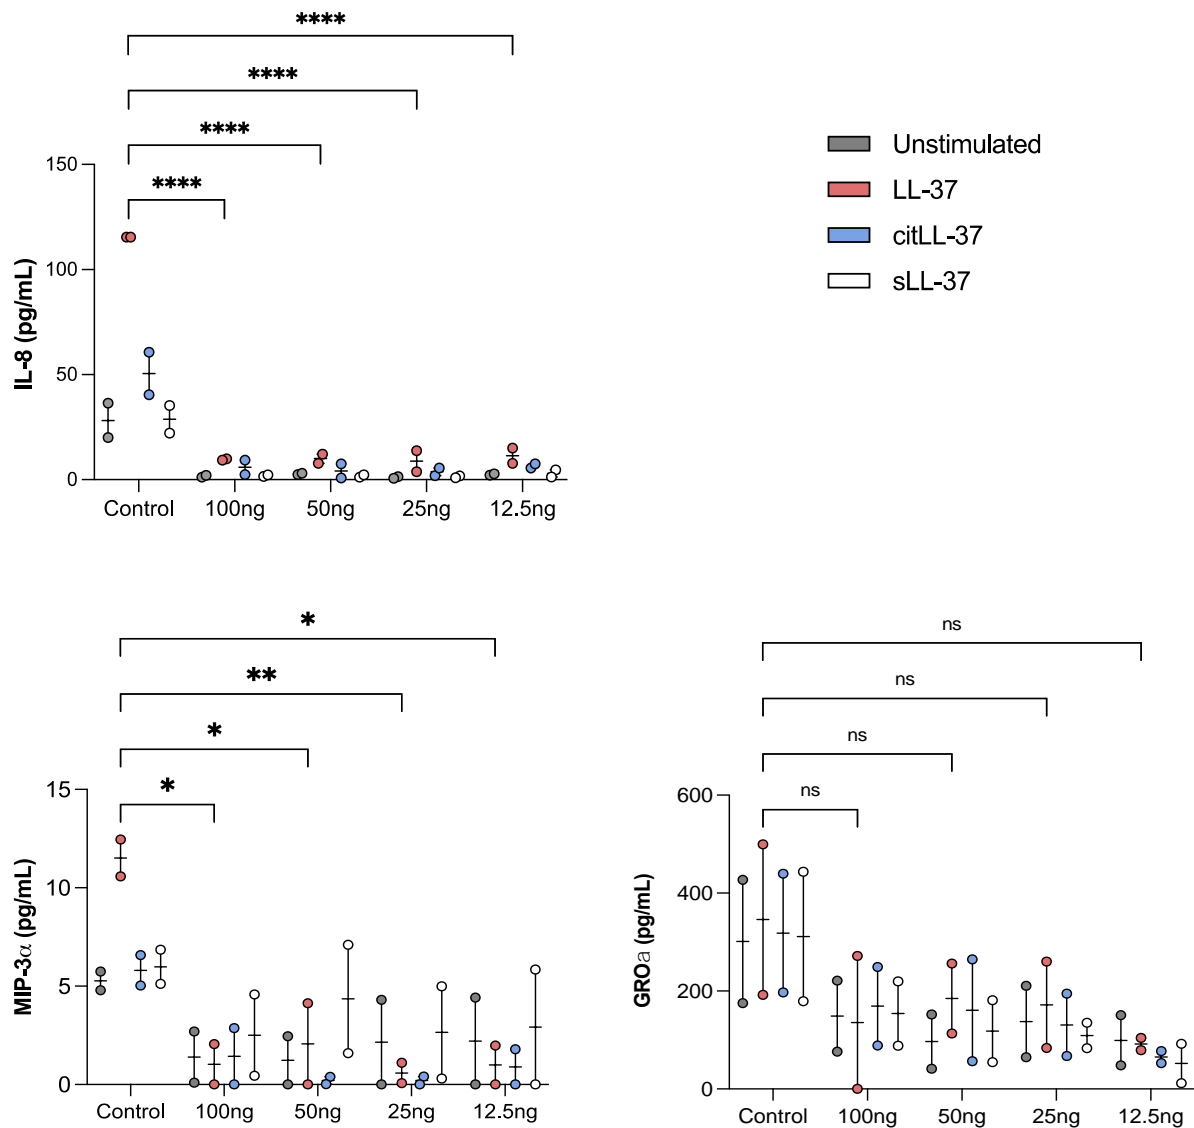 ****
****
****
****
150
100
50
0
IL-8 (pg/mL)
Control 100ng 50ng 25ng 12.5ng
Unstimulated
LL-37
citLL-37
sLL-37
*
**
*
*
15
10
5
0
MIP-3α (pg/mL)
Control 100ng 50ng 25ng 12.5ng
ns
ns
ns
ns
600
400
200
0
GROa (pg/mL)
Control 100ng 50ng 25ng 12.5ng